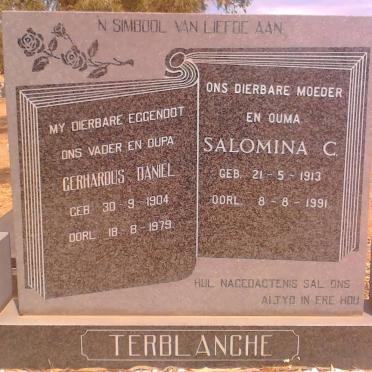 'N SIMBOOL VAN LIEFDE AAN
MY DIERBARE EGGENOOT
ONS VADER EN OUPA
GERHARDUS DANIEL
GEB. 30-9-1904
OORL. 18-8-1979
ONS DIERBARE MOEDER
EN OUMA
SALOMINA C.
GEB. 21-5-1913
OORL. 8-8-1991
HUL NAGEDAGTENIS SAL ONS
ALTYD IN ERE HOU
TERBLANCHE